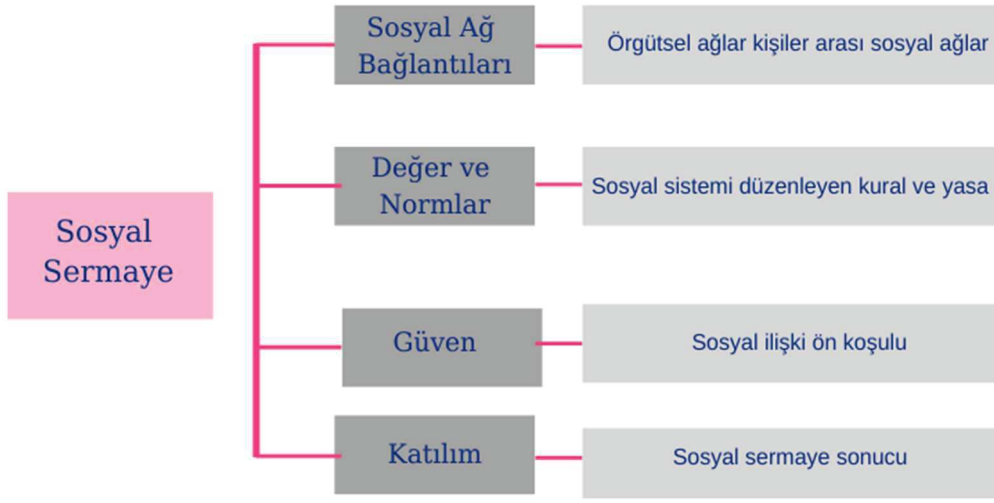 Sosyal
Sermaye
Sosyal Ağ
Bağlantıları
Örgütsel ağlar kişiler arası sosyal ağlar
Değer ve
Normlar
Sosyal sistemi düzenleyen kural ve yasa
Güven
Sosyal ilişki ön koşulu
Katılım
Sosyal sermaye sonucu